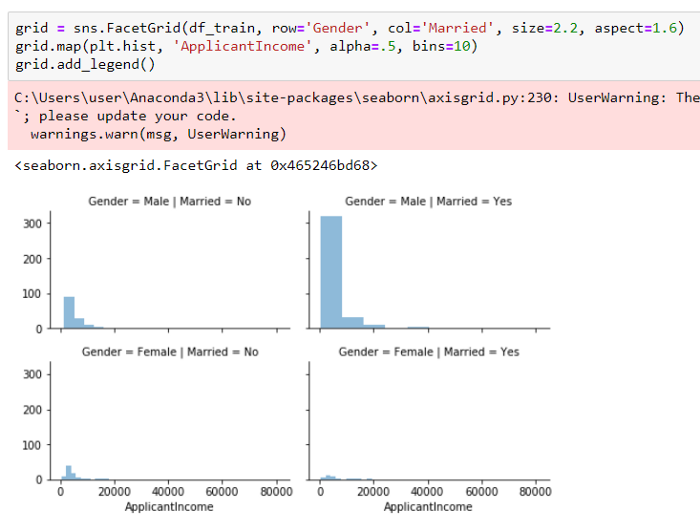 grid = sns.FacetGrid(df_train, row='Gender', col='Married', size=2.2, aspect=1.6)
grid.map(plt.hist, 'ApplicantIncome', alpha=.5, bins=10)
grid.add_legend()
C:\Users\user\Anaconda3\lib\site-packages\seaborn\axisgrid.py:230: UserWarning: The
`; please update your code.
warnings.warn(msg, UserWarning)
<seaborn.axisgrid.FacetGrid at 0x465246bd68>
Gender = Male | Married = No
Gender = Male | Married = Yes
300
200
100
0
Gender = Female | Married = No
Gender = Female | Married = Yes
300
200
100
0
0 20000 40000 60000 80000
0 20000 40000 60000 80000
ApplicantIncome
ApplicantIncome